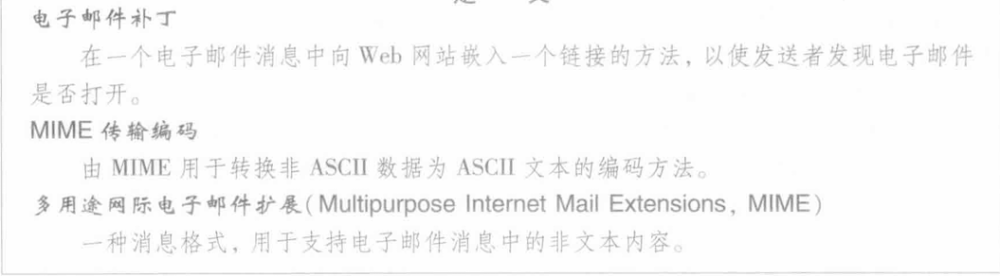 电子邮件补丁
在一个电子邮件消息中向 Web 网站嵌入一个链接的方法，以使发送者发现电子邮件
是否打开。
MIME 传输编码
由 MIME 用于转换非 ASCII 数据为 ASCII 文本的编码方法。
多用途网际电子邮件扩展(Multipurpose Internet Mail Extensions, MIME)
一种消息格式，用于支持电子邮件消息中的非文本内容。